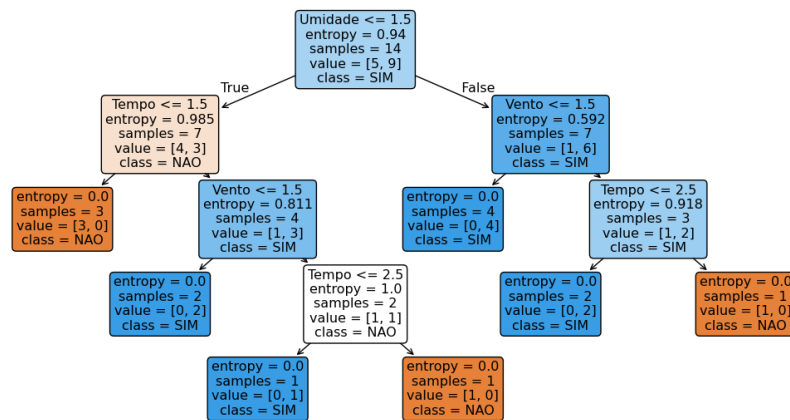 Umidade <= 1.5
entropy = 0.94
samples = 14
value = [5, 9]
class = SIM
True
False
Tempo <= 1.5
entropy = 0.985
samples = 7
value = [4, 3]
class = NAO
Vento <= 1.5
entropy = 0.592
samples = 7
value = [1, 6]
class = SIM
entropy = 0.0
samples = 3
value = [3, 0]
class = NAO
Vento <= 1.5
entropy = 0.811
samples = 4
value = [1, 3]
class = SIM
entropy = 0.0
samples = 4
value = [0, 4]
class = SIM
Tempo <= 2.5
entropy = 0.918
samples = 3
value = [1, 2]
class = SIM
entropy = 0.0
samples = 2
value = [0, 2]
class = SIM
Tempo <= 2.5
entropy = 1.0
samples = 2
value = [1, 1]
class = NAO
entropy = 0.0
samples = 2
value = [0, 2]
class = SIM
entropy = 0.0
samples = 1
value = [1, 0]
class = NAO
entropy = 0.0
samples = 1
value = [0, 1]
class = SIM
entropy = 0.0
samples = 1
value = [1, 0]
class = NAO